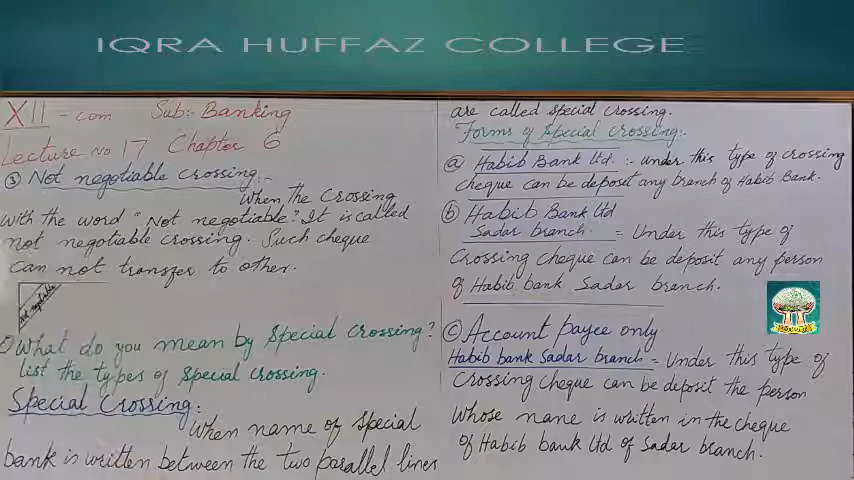 IQRA HUFFAZ COLLEGE
XII - com Sub:- Banking
Lecture No 17 Chapter 6
③ Not negotiable crossing:-
When the Crossing
with the word "Not negotiable". It is called
not negotiable crossing. Such cheque
can not transfer to other.
Not negotiable
What do you mean by Special Crossing?
list the types of Special crossing.
Special Crossing:
When name of special
bank is written between the two parallel lines
are called special Crossing.
Forms of Special Crossing:-
ⓐ Habib Bank Ltd. :- under this type of crossing
cheque can be deposit any branch of Habib Bank.
ⓑ Habib Bank Ltd
Sadar branch. = Under this type of
Crossing cheque can be deposit any person
of Habib bank Sadar branch.
ⓒ Account payee only
Habib bank Sadar branch = Under this type of
Crossing cheque can be deposit the person
Whose name is written in the cheque
of Habib bank Ltd of Sadar branch.